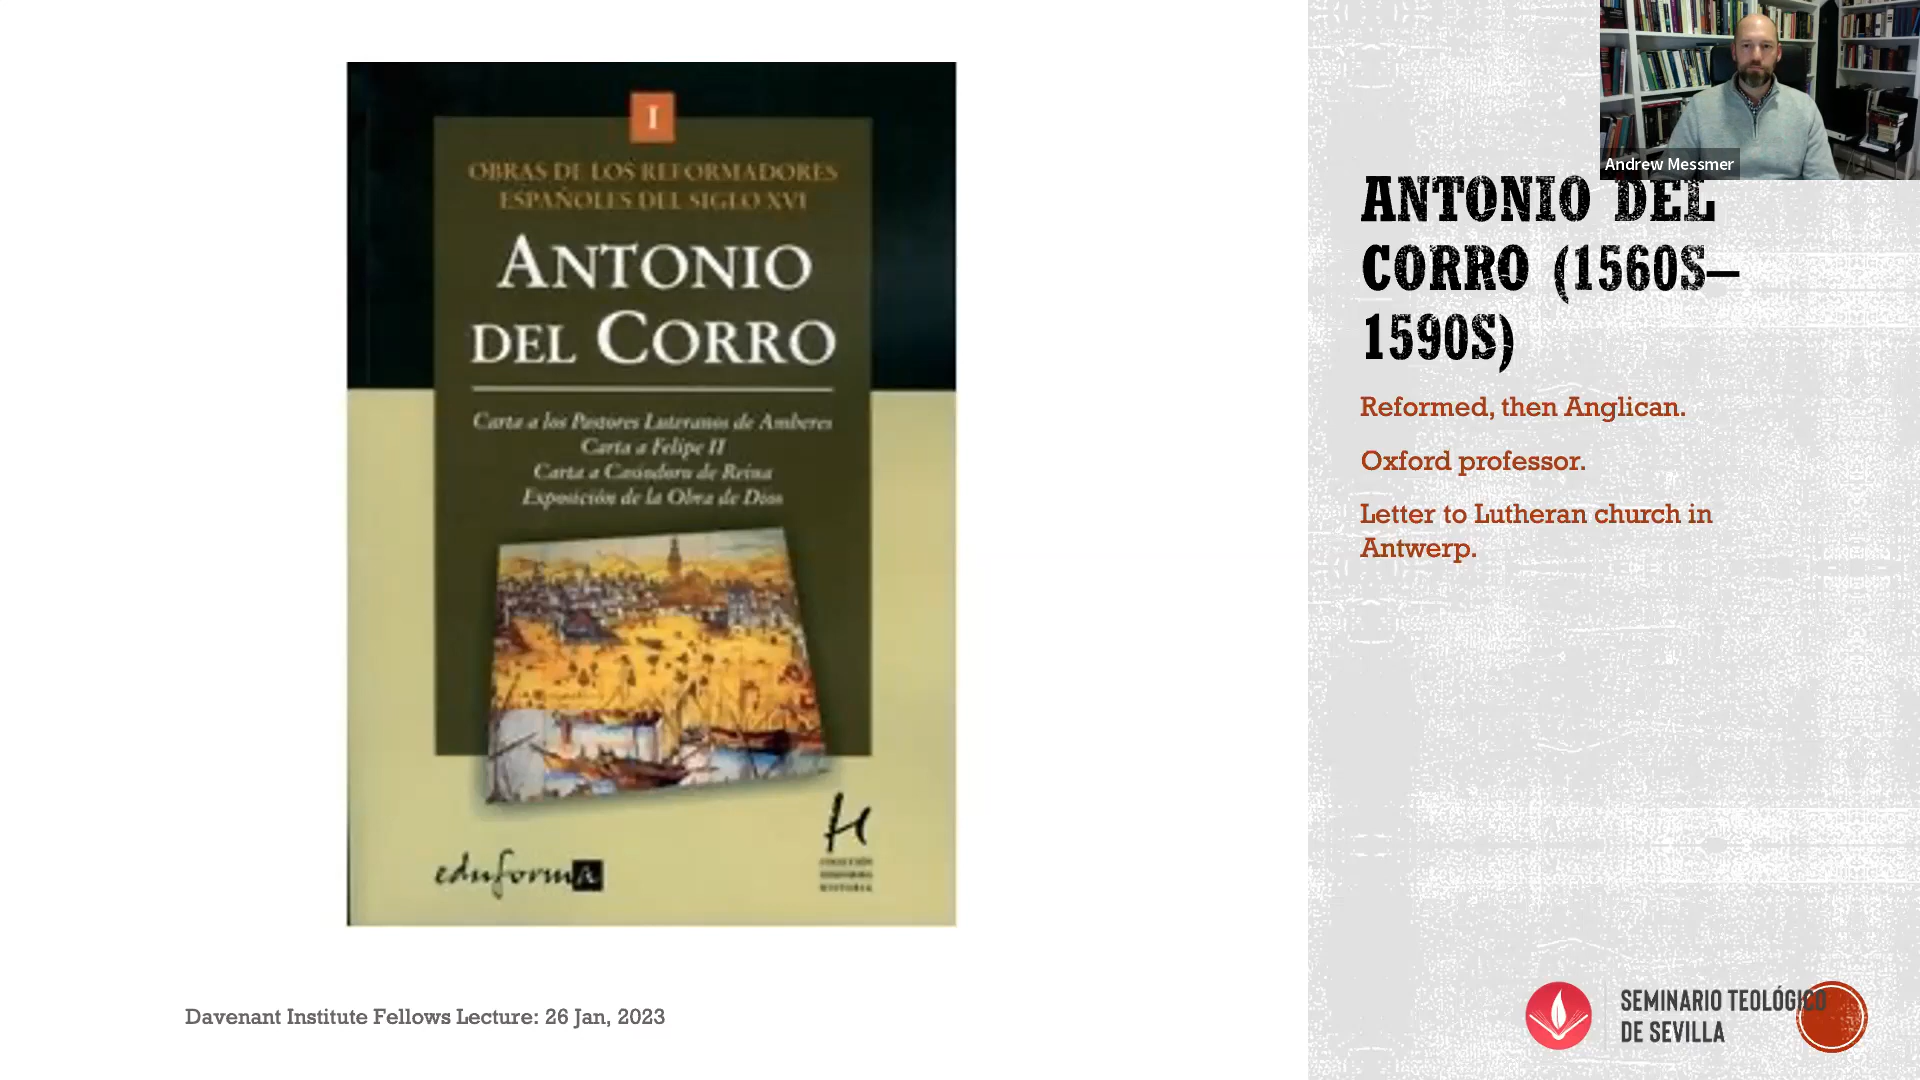 I
OBRAS DE LOS REFORMADORES
ESPAÑOLES DEL SIGLO XVI
ANTONIO
DEL CORRO
Carta a los Pastores Luteranos de Amberes
Carta a Felipe II
Carta a Casiodoro de Reina
Exposición de la Obra de Dios
eduforma
HISTORIA
Andrew Messmer
ANTONIO DEL
CORRO (1560S–
1590S)
Reformed, then Anglican.
Oxford professor.
Letter to Lutheran church in
Antwerp.
Davenant Institute Fellows Lecture: 26 Jan, 2023
SEMINARIO TEOLÓGICO
DE SEVILLA